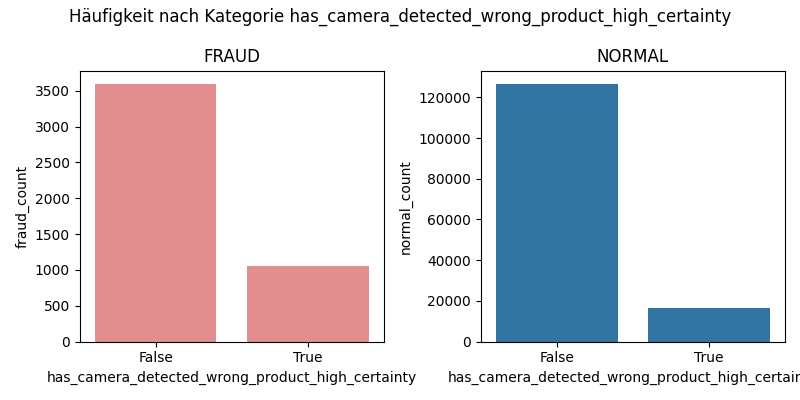 Häufigkeit nach Kategorie has_camera_detected_wrong_product_high_certainty
FRAUD
fraud_count
3500
3000
2500
2000
1500
1000
500
0
False
True
has_camera_detected_wrong_product_high_certainty
NORMAL
normal_count
120000
100000
80000
60000
40000
20000
0
False
True
has_camera_detected_wrong_product_high_certain